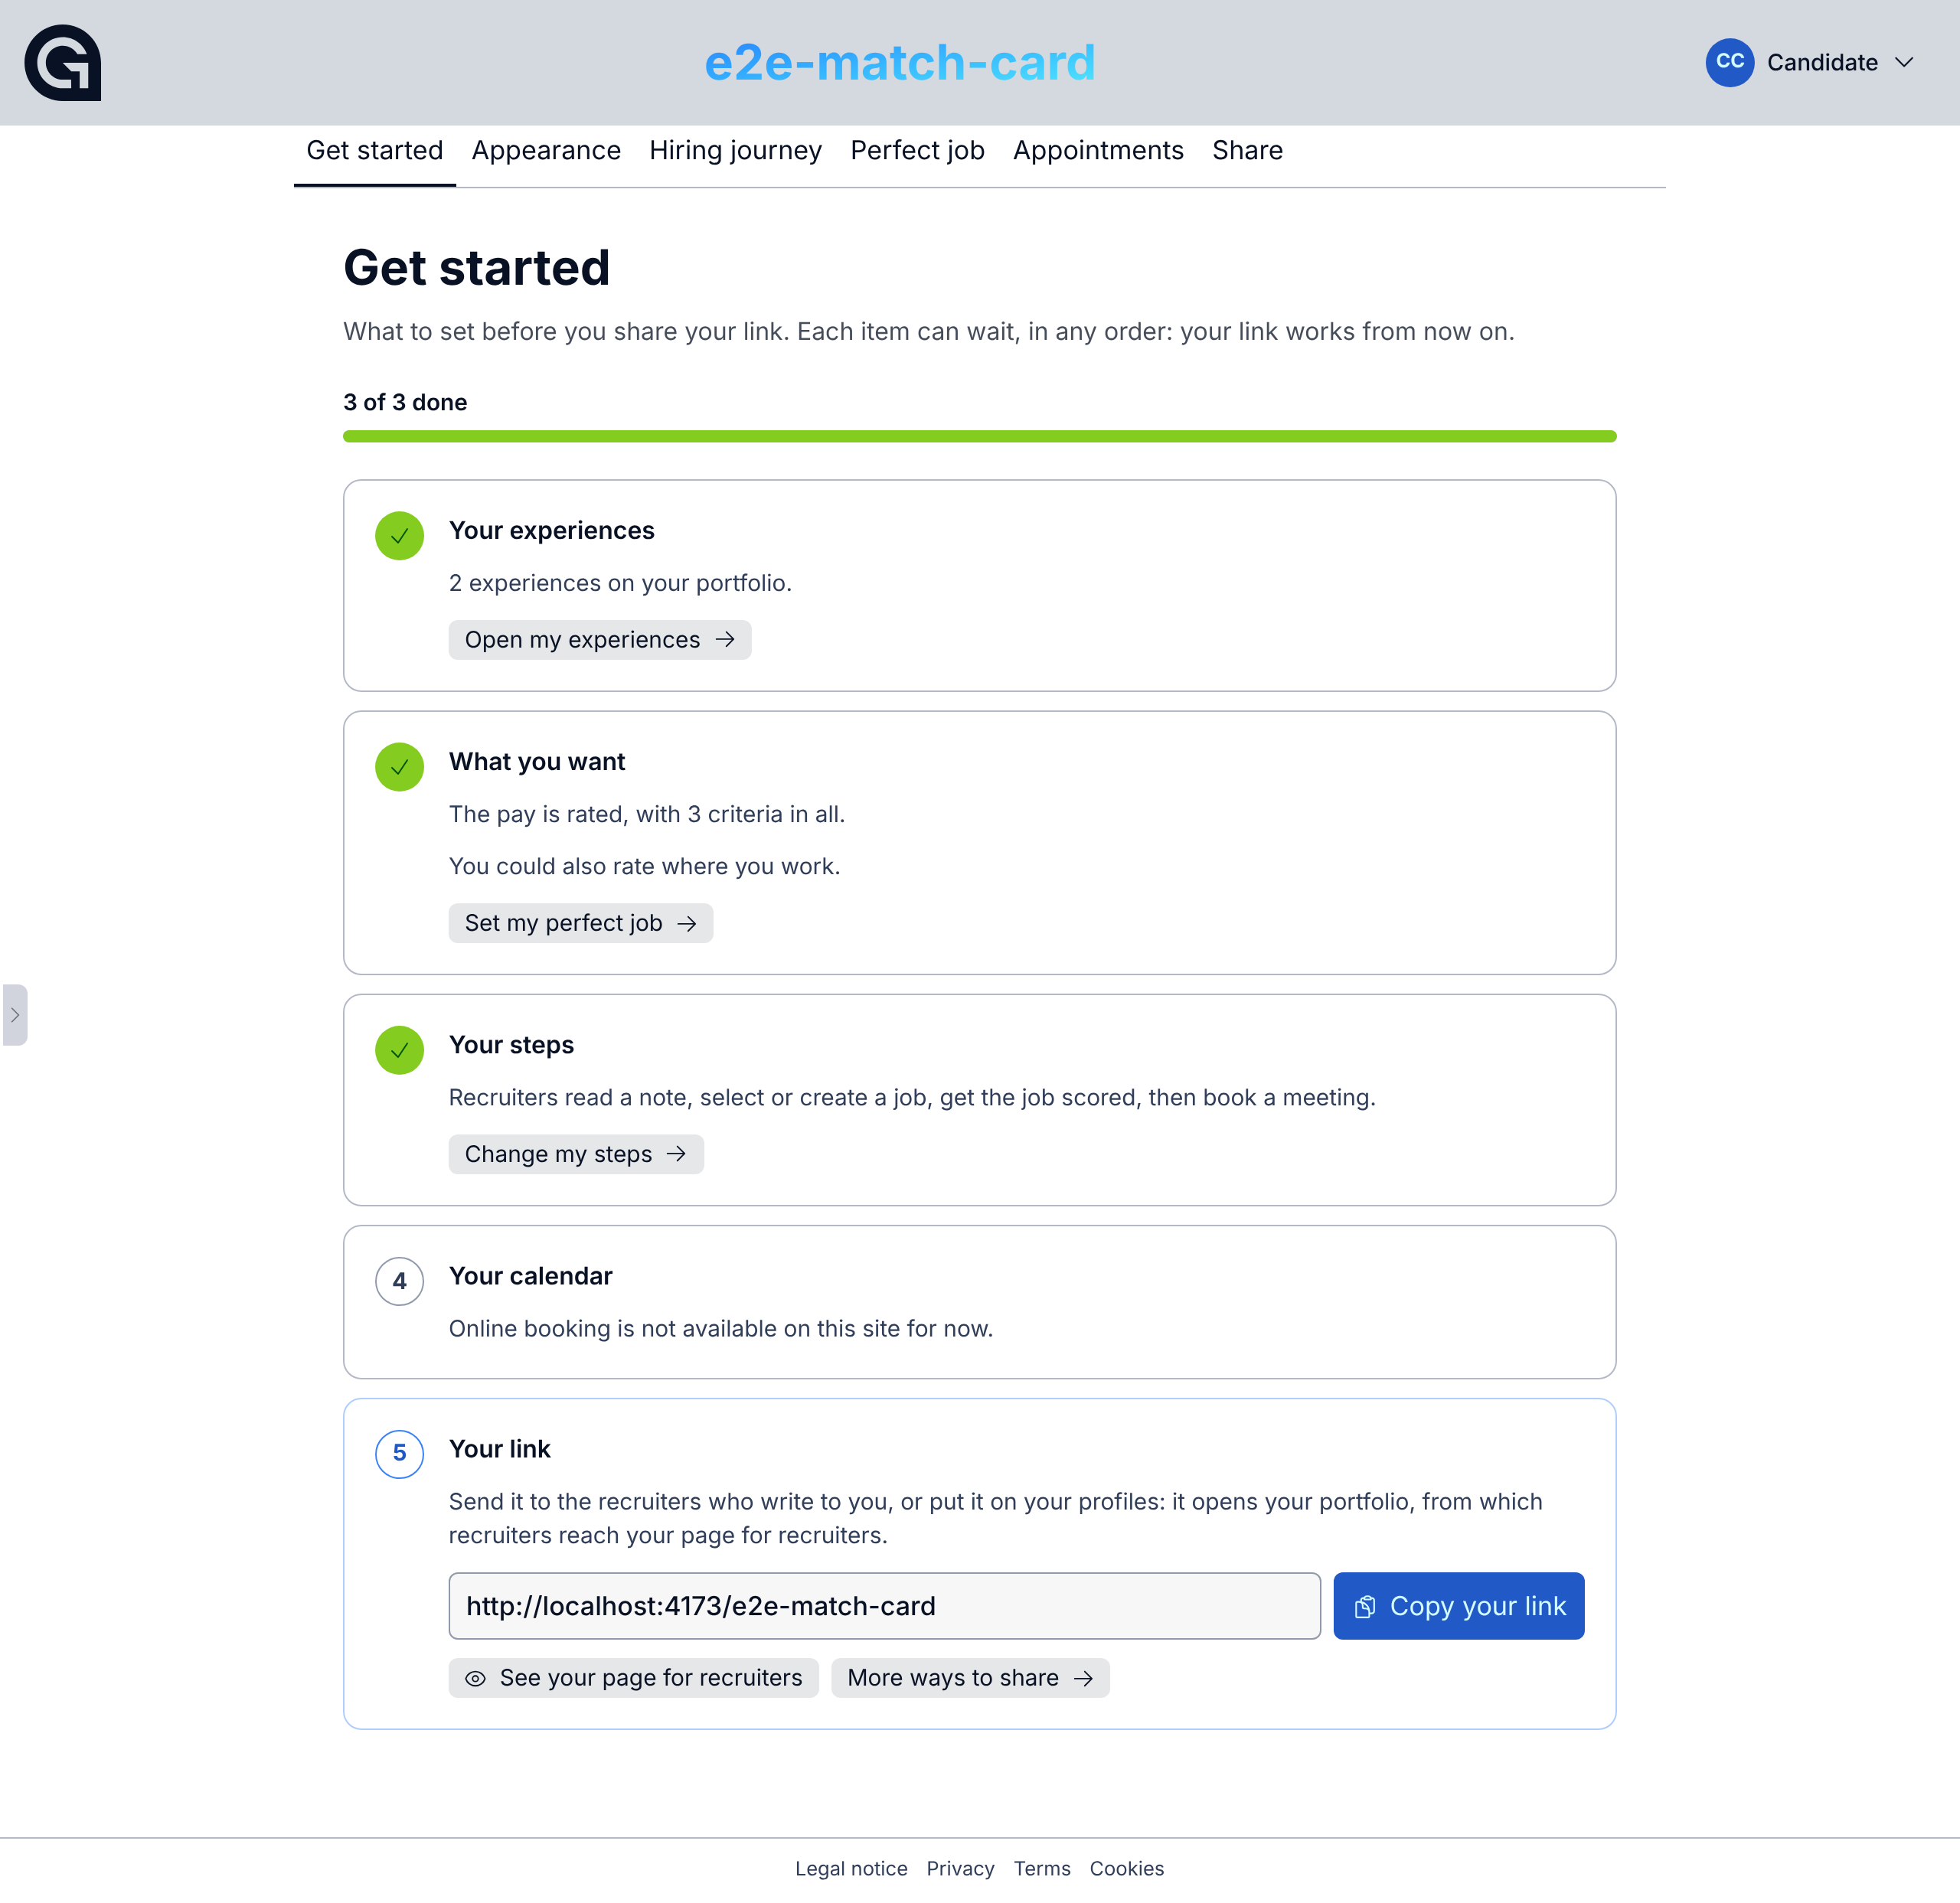 e2e-match-card
CC Candidate
Get started Appearance Hiring journey Perfect job Appointments Share
Get started
What to set before you share your link. Each item can wait, in any order: your link works from now on.
3 of 3 done
Your experiences
2 experiences on your portfolio.
Open my experiences
What you want
The pay is rated, with 3 criteria in all.
You could also rate where you work.
Set my perfect job
Your steps
Recruiters read a note, select or create a job, get the job scored, then book a meeting.
Change my steps
4 Your calendar
Online booking is not available on this site for now.
5 Your link
Send it to the recruiters who write to you, or put it on your profiles: it opens your portfolio, from which
recruiters reach your page for recruiters.
http://localhost:4173/e2e-match-card Copy your link
See your page for recruiters More ways to share
Legal notice Privacy Terms Cookies